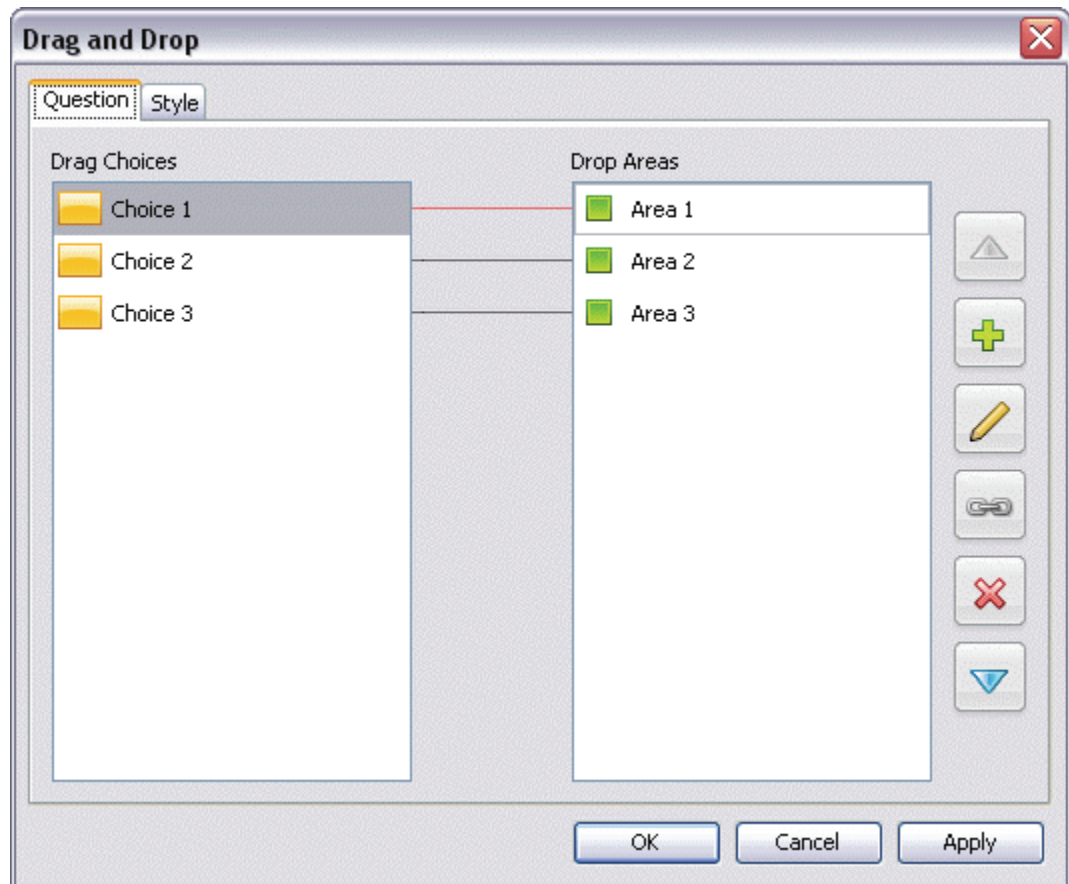 Drag and Drop
Question Style
Drag Choices Drop Areas
Choice 1 Area 1
Choice 2 Area 2
Choice 3 Area 3
OK Cancel Apply